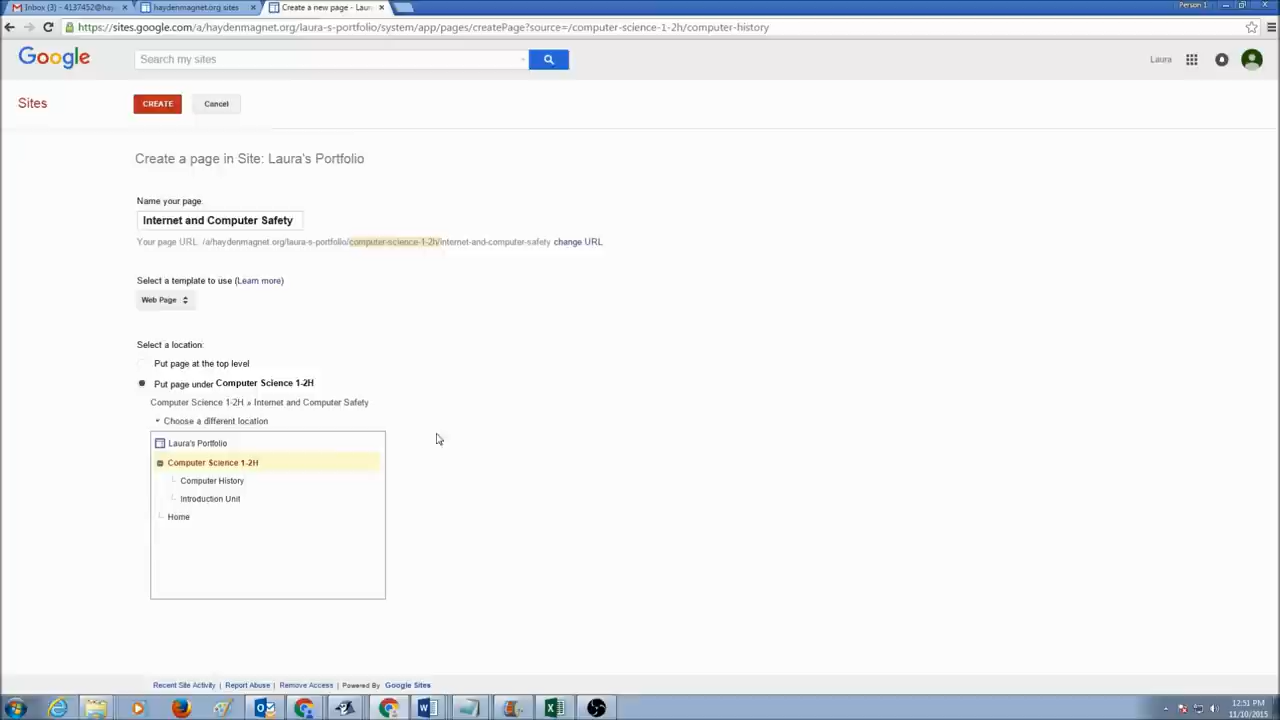 Inbox (3) - 4137452@hay
haydenmagnet.org sites
Create a new page - Laur
Person 1
https://sites.google.com/a/haydenmagnet.org/laura-s-portfolio/system/app/pages/createPage?source=/computer-science-1-2h/computer-history
Google
Search my sites
Laura
Sites
CREATE
Cancel
Create a page in Site: Laura's Portfolio
Name your page:
Internet and Computer Safety
Your page URL: /a/haydenmagnet.org/laura-s-portfolio/computer-science-1-2h/internet-and-computer-safety change URL
Select a template to use (Learn more)
Web Page
Select a location:
Put page at the top level
Put page under Computer Science 1-2H
Computer Science 1-2H » Internet and Computer Safety
Choose a different location
Laura's Portfolio
Computer Science 1-2H
Computer History
Introduction Unit
Home
Recent Site Activity | Report Abuse | Remove Access | Powered By Google Sites
12:51 PM
11/10/2015